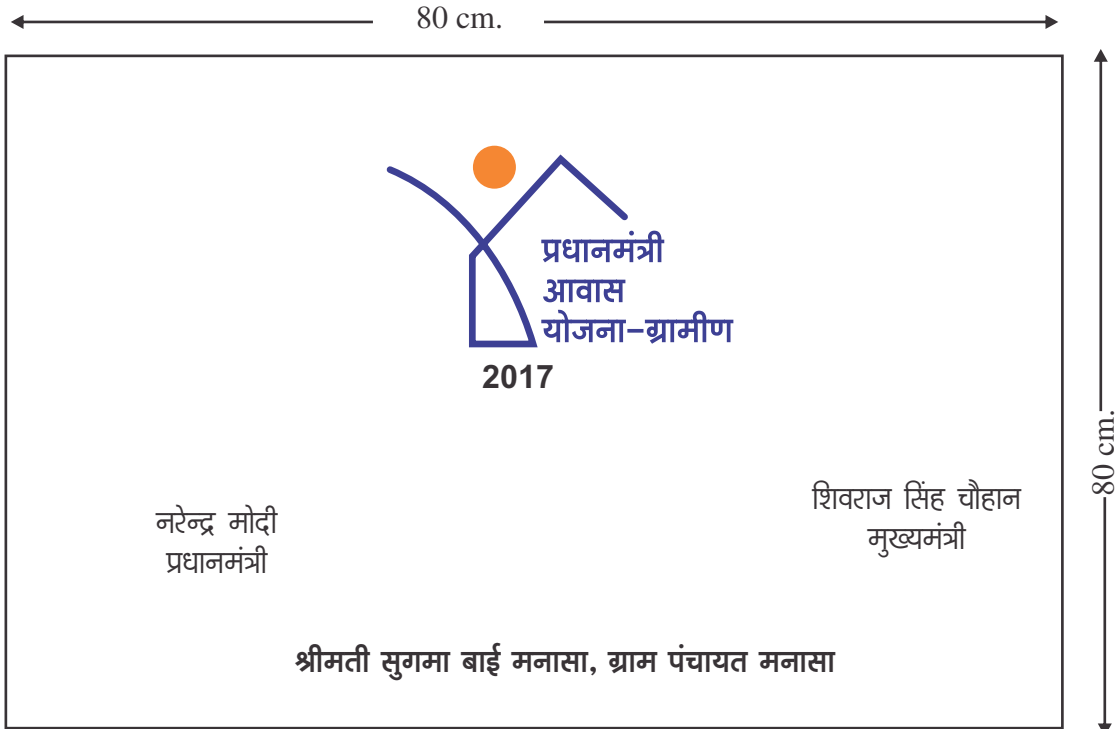 80 cm.
प्रधानमंत्री
आवास
योजना–ग्रामीण
2017
80 cm.
नरेन्द्र मोदी
प्रधानमंत्री
शिवराज सिंह चौहान
मुख्यमंत्री
श्रीमती सुगमा बाई मनासा, ग्राम पंचायत मनासा